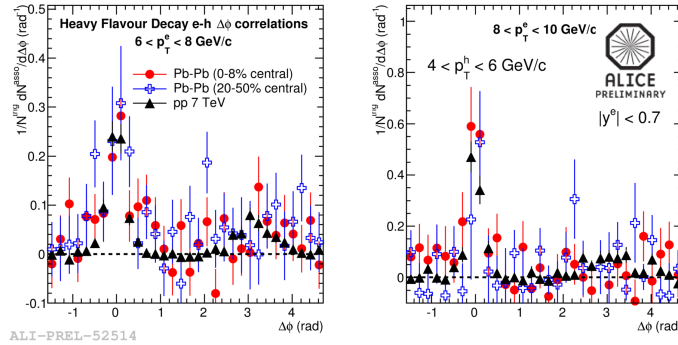 Heavy Flavour Decay e-h Δϕ correlations
6 < p_T^e < 8 GeV/c
Pb-Pb (0-8% central)
Pb-Pb (20-50% central)
pp 7 TeV
1/N^trig dN^asso/dΔϕ (rad⁻¹)
0.5
0.4
0.3
0.2
0.1
0
-0.1
-1 0 1 2 3 4
Δϕ (rad)
8 < p_T^e < 10 GeV/c
4 < p_T^h < 6 GeV/c
ALICE
PRELIMINARY
|y^e| < 0.7
1/N^trig dN^asso/dΔϕ (rad⁻¹)
1
0.8
0.6
0.4
0.2
0
-1 0 1 2 3 4
Δϕ (rad)
ALI-PREL-52514